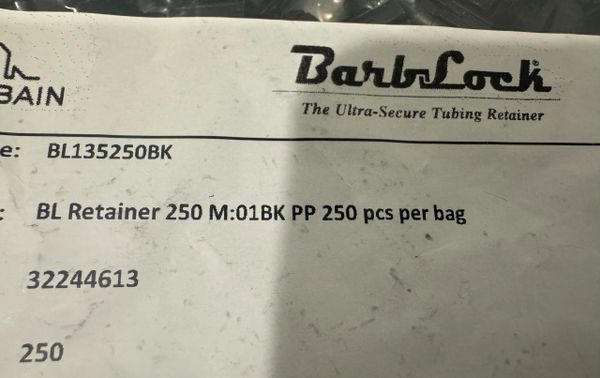 BAIN
BarbLock
The Ultra-Secure Tubing Retainer
e: BL135250BK
: BL Retainer 250 M:01BK PP 250 pcs per bag
32244613
250